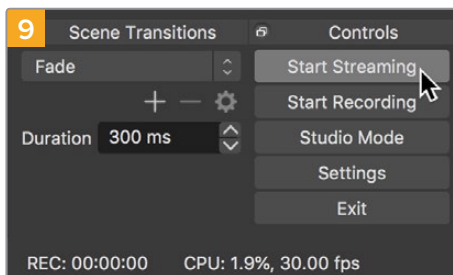 9
Scene Transitions
Fade
Duration 300 ms
Controls
Start Streaming
Start Recording
Studio Mode
Settings
Exit
REC: 00:00:00 CPU: 1.9%, 30.00 fps